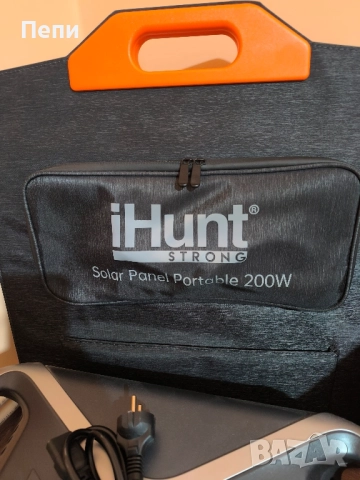 Пепи
iHunt®
STRONG
Solar Panel Portable 200W
BAZAR